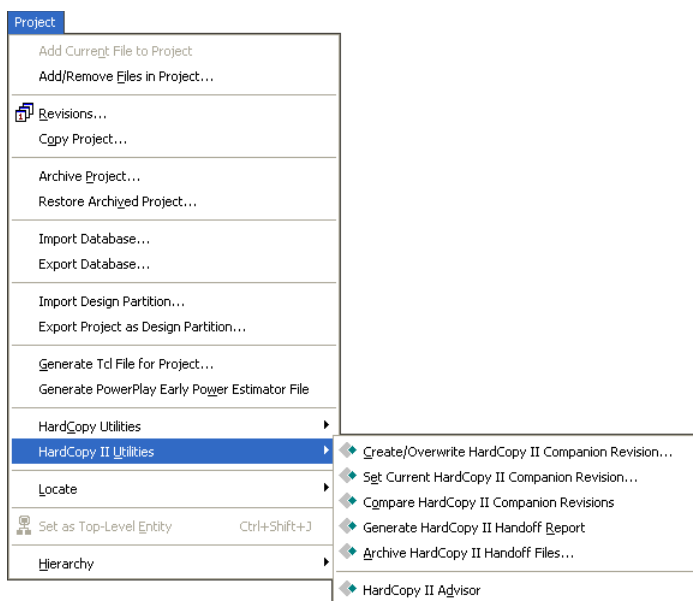 Project
Add Current File to Project
Add/Remove Files in Project...
Revisions...
Copy Project...
Archive Project...
Restore Archived Project...
Import Database...
Export Database...
Import Design Partition...
Export Project as Design Partition...
Generate Tcl File for Project...
Generate PowerPlay Early Power Estimator File
HardCopy Utilities
HardCopy II Utilities
Locate
Set as Top-Level Entity Ctrl+Shift+J
Hierarchy
Create/Overwrite HardCopy II Companion Revision...
Set Current HardCopy II Companion Revision...
Compare HardCopy II Companion Revisions
Generate HardCopy II Handoff Report
Archive HardCopy II Handoff Files...
HardCopy II Advisor